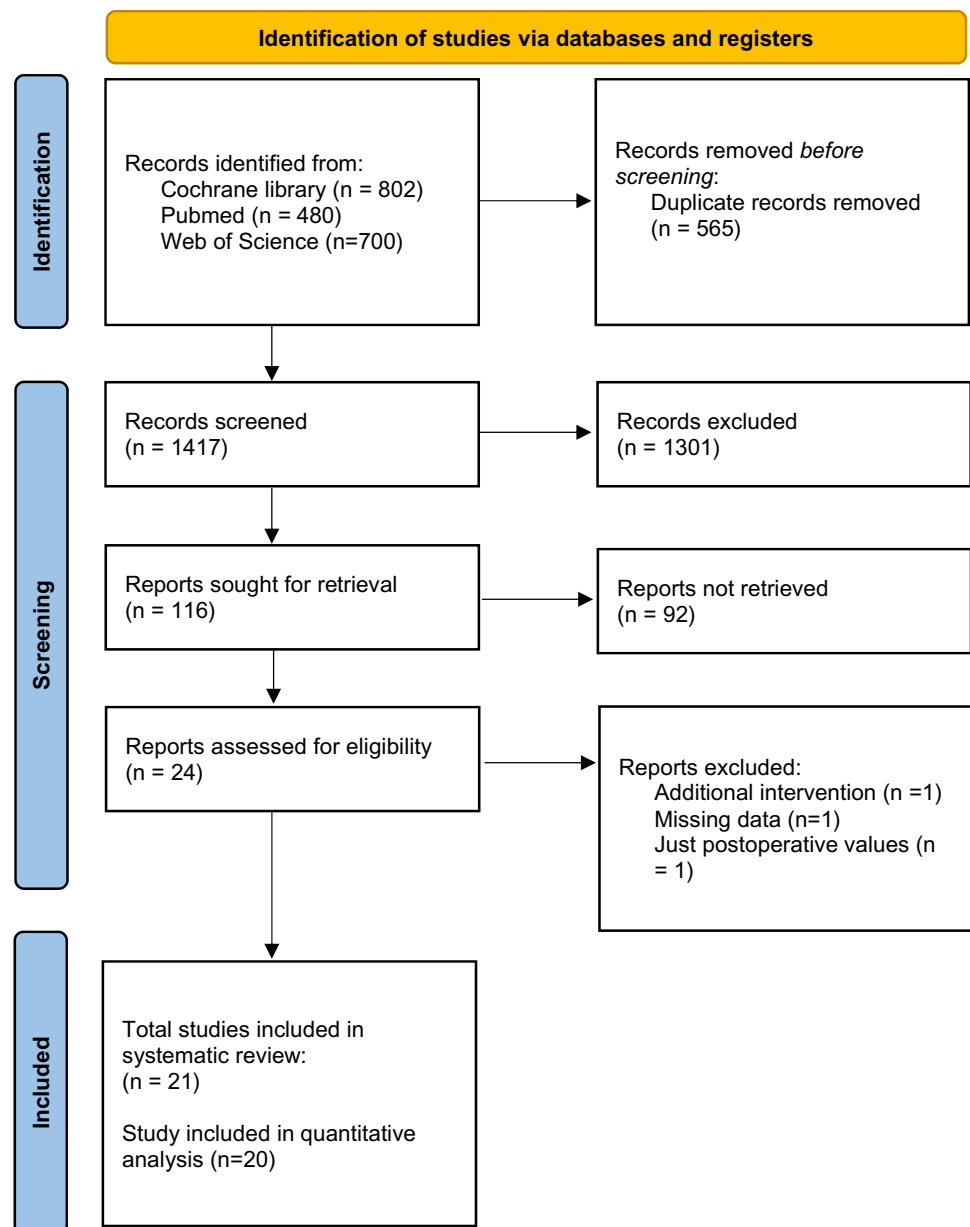 Identification of studies via databases and registers
Identification
Records identified from:
Cochrane library (n = 802)
Pubmed (n = 480)
Web of Science (n=700)
Records removed before
screening:
Duplicate records removed
(n = 565)
Screening
Records screened
(n = 1417)
Records excluded
(n = 1301)
Reports sought for retrieval
(n = 116)
Reports not retrieved
(n = 92)
Reports assessed for eligibility
(n = 24)
Reports excluded:
Additional intervention (n =1)
Missing data (n=1)
Just postoperative values (n
= 1)
Included
Total studies included in
systematic review:
(n = 21)
Study included in quantitative
analysis (n=20)